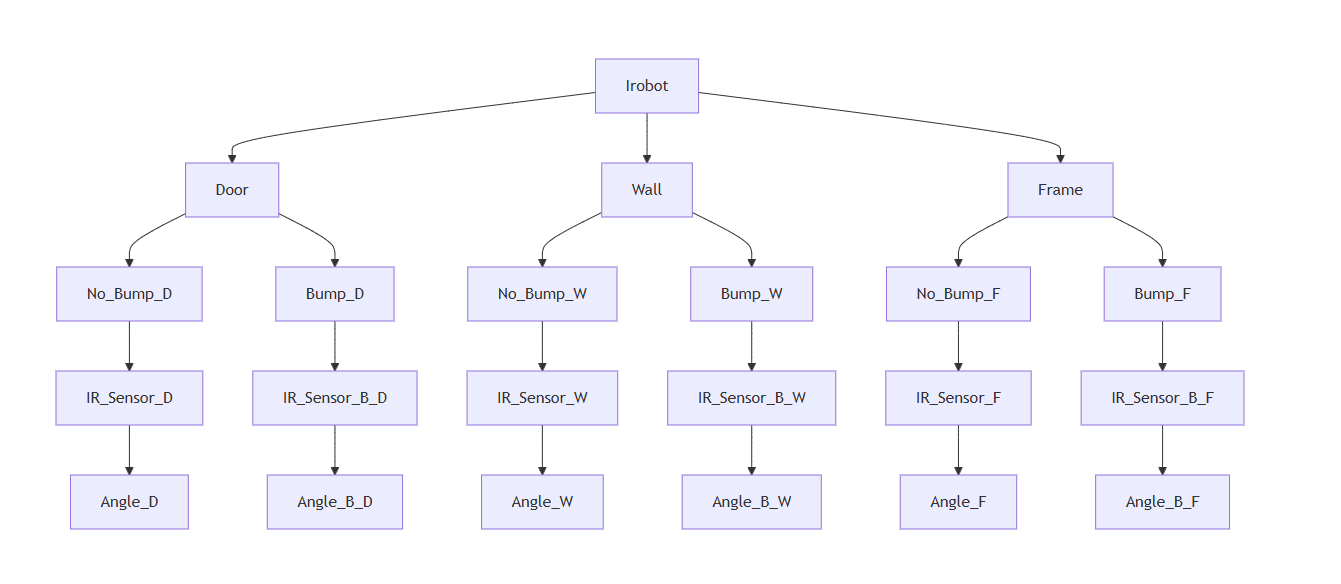 Irobot
Door
Wall
Frame
No_Bump_D
Bump_D
No_Bump_W
Bump_W
No_Bump_F
Bump_F
IR_Sensor_D
IR_Sensor_B_D
IR_Sensor_W
IR_Sensor_B_W
IR_Sensor_F
IR_Sensor_B_F
Angle_D
Angle_B_D
Angle_W
Angle_B_W
Angle_F
Angle_B_F